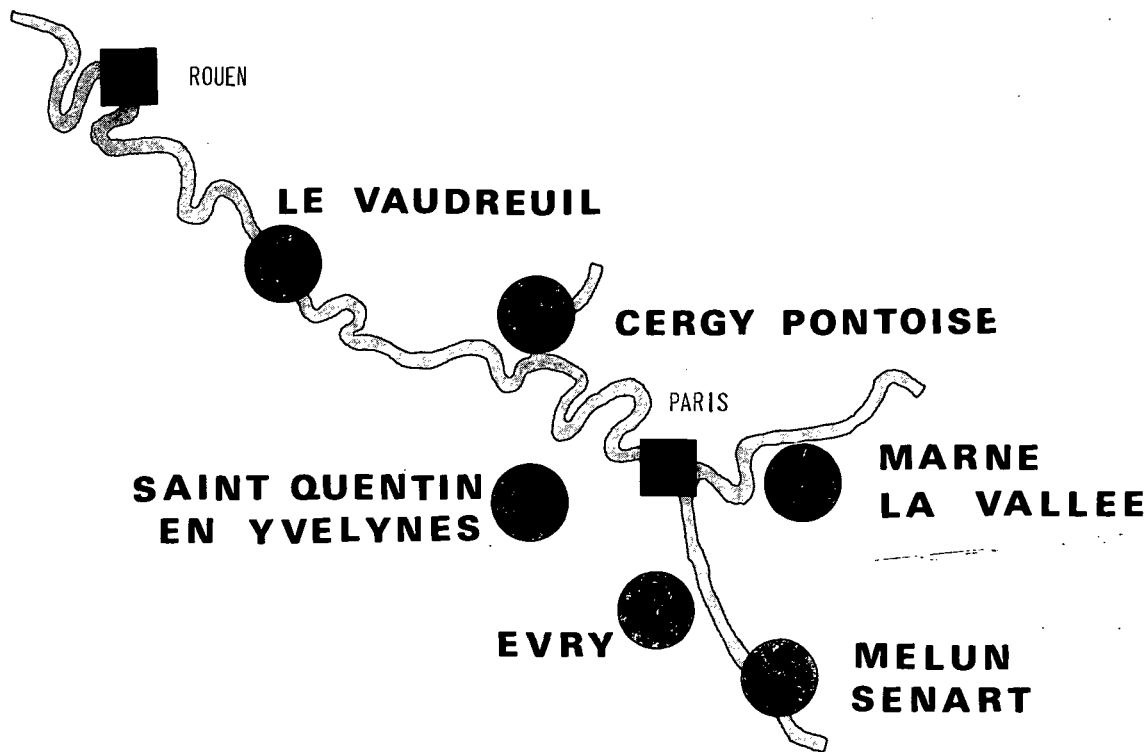 ROUEN
LE VAUDREUIL
CERGY PONTOISE
PARIS
SAINT QUENTIN
EN YVELYNES
MARNE
LA VALLEE
EVRY
MELUN
SENART